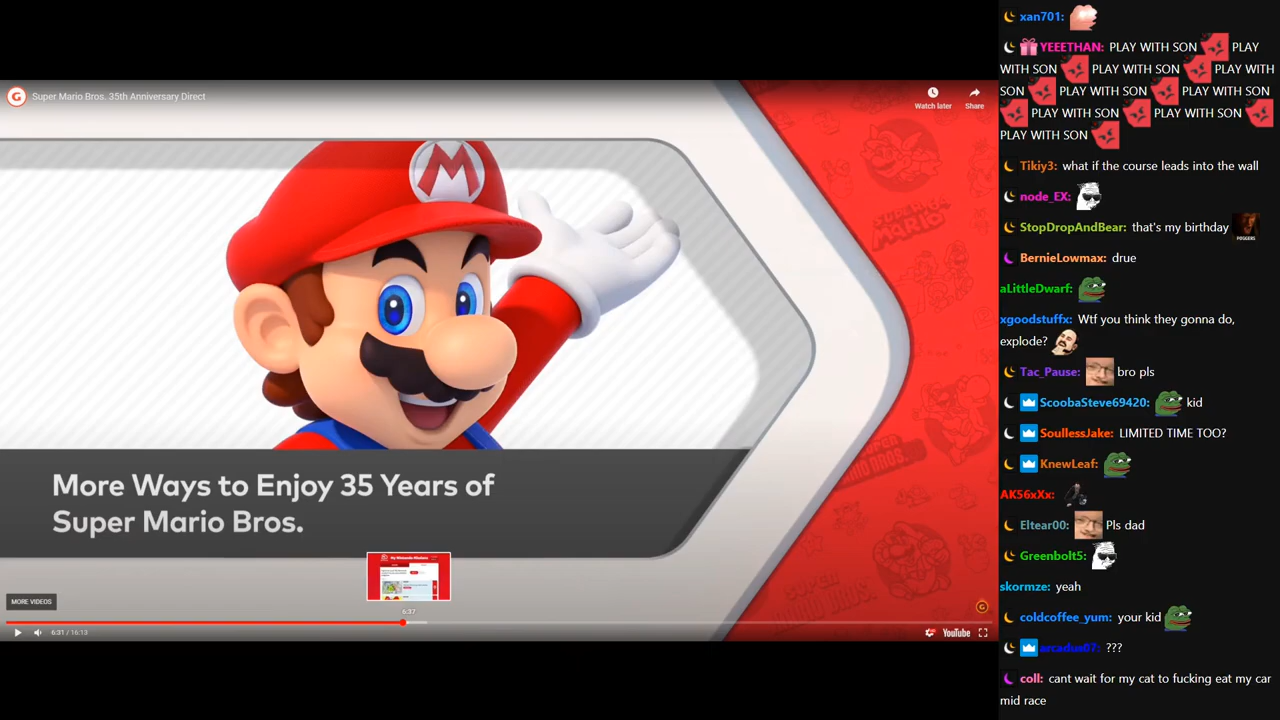 G
Super Mario Bros. 35th Anniversary Direct
Watch later
Share
M
SUPER MARIO
More Ways to Enjoy 35 Years of
Super Mario Bros.
6:37
MORE VIDEOS
G
6:31 / 16:13
YouTube
xan701:
YEEETHAN: PLAY WITH SON PLAY
WITH SON PLAY WITH SON PLAY WITH
SON PLAY WITH SON PLAY WITH SON
PLAY WITH SON PLAY WITH SON
PLAY WITH SON
Tikiy3: what if the course leads into the wall
node_EX:
StopDropAndBear: that's my birthday
POGGERS
BernieLowmax: drue
aLittleDwarf:
xgoodstuffx: Wtf you think they gonna do,
explode?
Tac_Pause: bro pls
ScoobaSteve69420: kid
SoullessJake: LIMITED TIME TOO?
KnewLeaf:
AK56xXx:
Eltear00: Pls dad
Greenbolt5:
skormze: yeah
coldcoffee_yum: your kid
arcadus07: ???
coll: cant wait for my cat to fucking eat my car
mid race